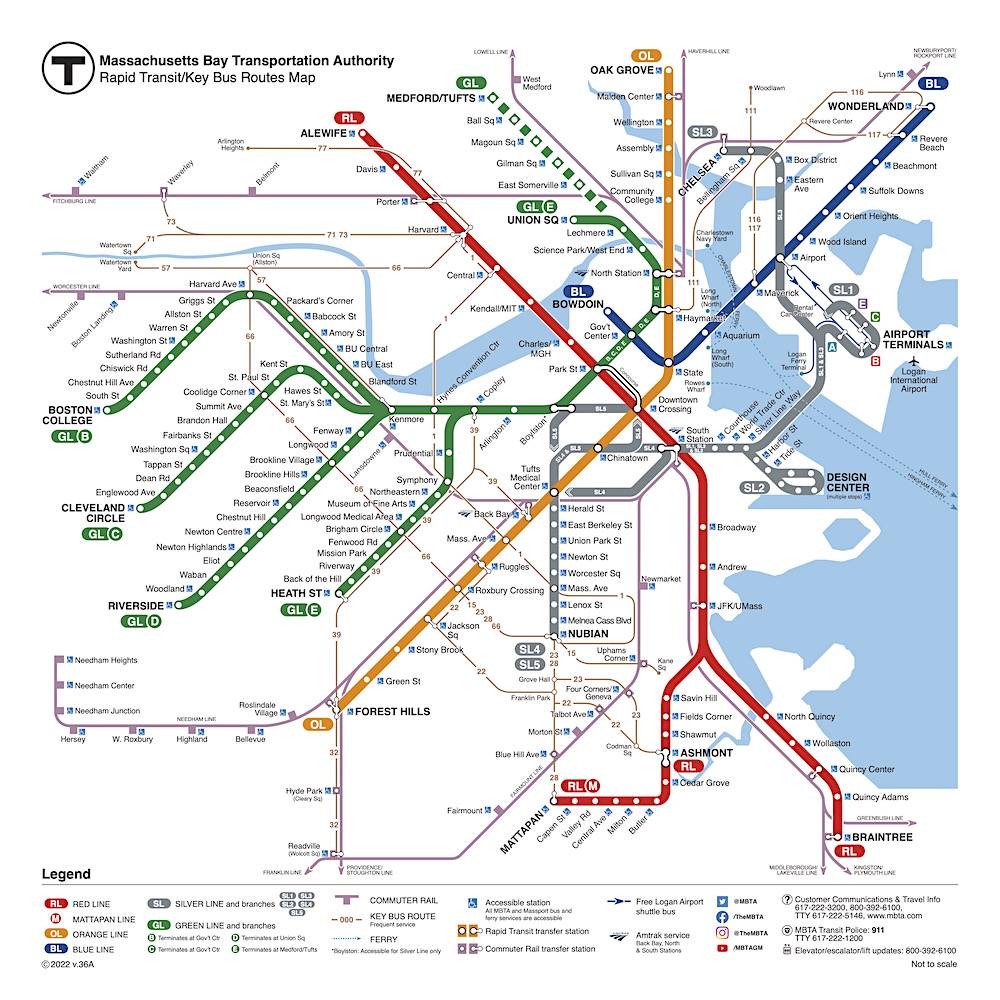 T
Massachusetts Bay Transportation Authority
Rapid Transit/Key Bus Routes Map
LOWELL LINE
HAVERHILL LINE
NEWBURYPORT/
ROCKPORT LINE
OL
OAK GROVE
Malden Center
Wellington
Assembly
Sullivan Sq
Community
College
West
Medford
GL
MEDFORD/TUFTS
Ball Sq
Magoun Sq
Gilman Sq
East Somerville
GL E
UNION SQ
Lechmere
Science Park/West End
North Station
Lynn
BL
WONDERLAND
Revere
Beach
Beachmont
Suffolk Downs
Orient Heights
Wood Island
Airport
Maverick
Aquarium
Woodlawn
111
116
Revere Center
117
SL3
CHELSEA
Bellingham Sq
Box District
Eastern
Ave
SL3
116
117
111
RL
ALEWIFE
Arlington
Heights
77
Davis
Porter
Harvard
Central
Kendall/MIT
Charles/
MGH
Park St
Downtown
Crossing
South
Station
Waltham
Waverley
Belmont
FITCHBURG LINE
73
71
71 73
Watertown
Sq
Watertown
Yard
57
66
Union Sq
(Allston)
57
WORCESTER LINE
Newtonville
Boston Landing
Harvard Ave
Griggs St
Allston St
Warren St
Washington St
Sutherland Rd
Chiswick Rd
Chestnut Hill Ave
South St
BOSTON
COLLEGE
GL B
Packard's Corner
Babcock St
Amory St
BU Central
BU East
Blandford St
Kent St
St. Paul St
Coolidge Corner
Summit Ave
Brandon Hall
Fairbanks St
Washington Sq
Tappan St
Dean Rd
Englewood Ave
CLEVELAND
CIRCLE
GL C
Hawes St
St. Mary's St
Kenmore
Fenway
Longwood
Brookline Village
Brookline Hills
Beaconsfield
Reservoir
Chestnut Hill
Newton Centre
Newton Highlands
Eliot
Waban
Woodland
RIVERSIDE
GL D
Lansdowne
Hynes Convention Ctr
Copley
Arlington
Boylston*
Prudential
Symphony
Northeastern
Museum of Fine Arts
Longwood Medical Area
Brigham Circle
Fenwood Rd
Mission Park
Riverway
Back of the Hill
HEATH ST
GL E
39
66
1
BL
BOWDOIN
Gov't
Center
Haymarket
State
D, E
D, E
B, C, D, E
Charlestown
Navy Yard
CHARLESTOWN
FERRY
Long
Wharf
(North)
Long
Wharf
(South)
Rowes
Wharf
SL1
E
C
A
B
Rental
Car Center
AIRPORT
TERMINALS
Logan
International
Airport
Logan
Ferry
Terminal
SL1 & SL3
Courthouse
World Trade Ctr
Silver Line Way
Harbor St
Tide St
SL2
DESIGN
CENTER
(multiple stops)
HULL FERRY
HINGHAM FERRY
SL5
SL5
SL4
SL4
Chinatown
Tufts
Medical
Center
Back Bay
Mass. Ave
Ruggles
Roxbury Crossing
Jackson
Sq
Stony Brook
Green St
FOREST HILLS
OL
Herald St
East Berkeley St
Union Park St
Newton St
Worcester Sq
Mass. Ave
Lenox St
Melnea Cass Blvd
NUBIAN
SL4
SL5
22
15
23
28
66
23
28
15
22
Grove Hall
23
Franklin Park
Uphams
Corner
Kane
Sq
Four Corners/
Geneva
Talbot Ave
Morton St
22
23
Codman
Sq
Blue Hill Ave
28
FAIRMOUNT LINE
Fairmount
Newmarket
Broadway
Andrew
JFK/UMass
Savin Hill
Fields Corner
Shawmut
ASHMONT
RL
Cedar Grove
RL M
MATTAPAN
Capen St
Valley Rd
Central Ave
Milton
Butler
North Quincy
Wollaston
Quincy Center
Quincy Adams
BRAINTREE
RL
GREENBUSH LINE
MIDDLEBOROUGH/
LAKEVILLE LINE
KINGSTON/
PLYMOUTH LINE
Needham Heights
Needham Center
Needham Junction
Hersey
W. Roxbury
Highland
Bellevue
NEEDHAM LINE
Roslindale
Village
39
32
Hyde Park
(Cleary Sq)
32
Readville
(Wolcott Sq)
FRANKLIN LINE
PROVIDENCE/
STOUGHTON LINE
Legend
RL RED LINE
M MATTAPAN LINE
OL ORANGE LINE
BL BLUE LINE
SL SILVER LINE and branches
SL1 SL3
SL2 SL4
SL5
GL GREEN LINE and branches
B Terminates at Gov't Ctr
D Terminates at Union Sq
C Terminates at Gov't Ctr
E Terminates at Medford/Tufts
COMMUTER RAIL
000 KEY BUS ROUTE
Frequent service
FERRY
*Boylston: Accessible for Silver Line only
Accessible station
All MBTA and Massport bus and
ferry services are accessible
Rapid Transit transfer station
Commuter Rail transfer station
Free Logan Airport
shuttle bus
Amtrak service
Back Bay, North
& South Stations
@MBTA
/TheMBTA
@TheMBTA
/MBTAGM
Customer Communications & Travel Info
617-222-3200, 800-392-6100,
TTY 617-222-5146, www.mbta.com
MBTA Transit Police: 911
TTY 617-222-1200
Elevator/escalator/lift updates: 800-392-6100
©2022 v.36A
Not to scale